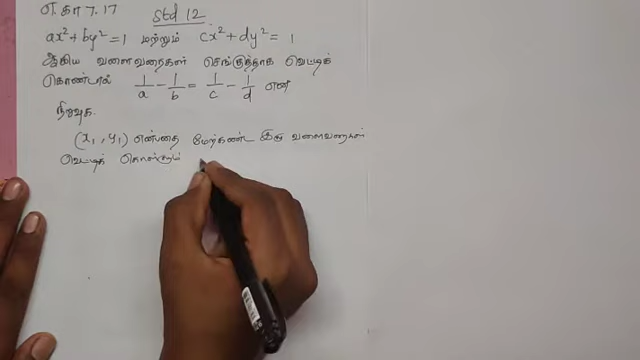 எ.கா 7.17 Std 12
ax² + by² = 1 மற்றும் cx² + dy² = 1
ஆகிய வளைவரைகள் செங்குத்தாக வெட்டிக்
கொண்டால் 1/a - 1/b = 1/c - 1/d என
நிறுவுக.
(x₁, y₁) என்பதை மேற்கண்ட இரு வளைவரைகள்
வெட்டிக் கொள்ளும்